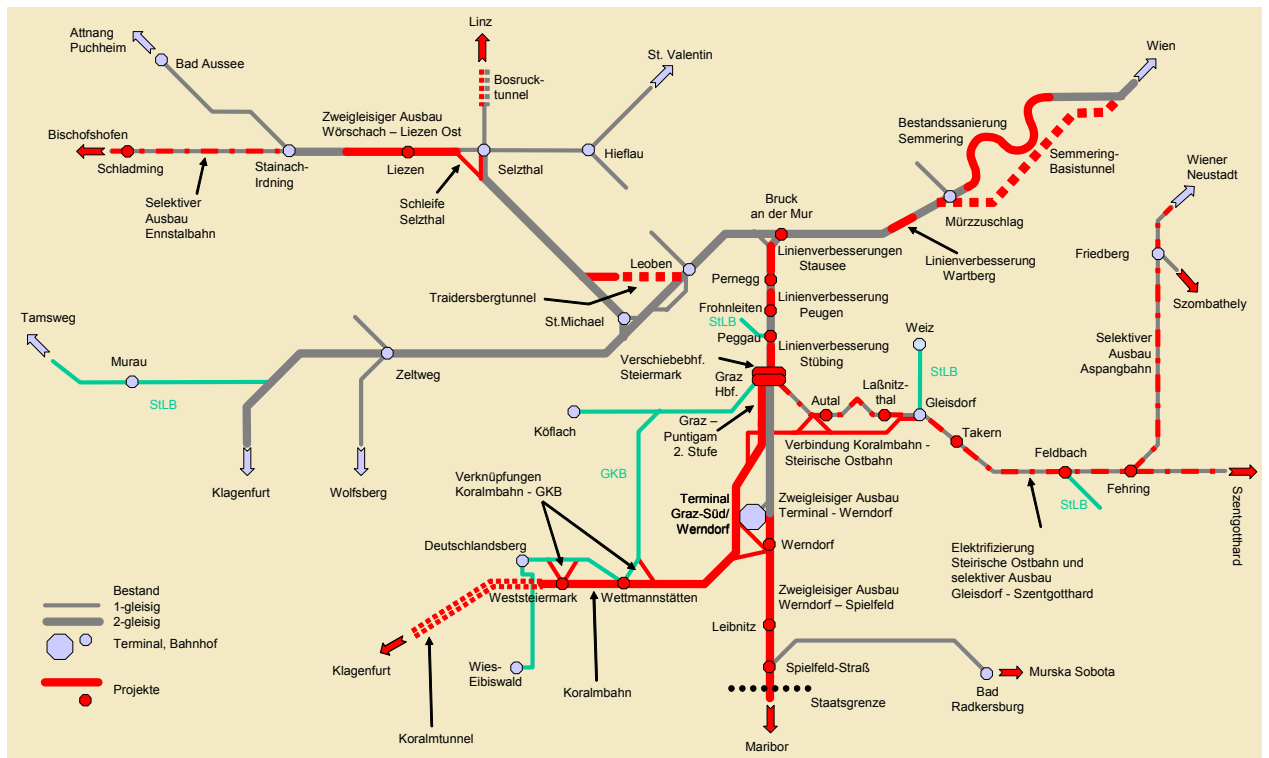 Attnang
Puchheim
Bad Aussee
Linz
Bosruck-
tunnel
St. Valentin
Wien
Bischofshofen
Schladming
Zweigleisiger Ausbau
Wörschach – Liezen Ost
Stainach-
Irdning
Liezen
Selzthal
Hieflau
Selektiver
Ausbau
Ennstalbahn
Schleife
Selzthal
Bestandssanierung
Semmering
Semmering-
Basistunnel
Wiener
Neustadt
Bruck
an der Mur
Mürzzuschlag
Linienverbesserungen
Stausee
Linienverbesserung
Wartberg
Friedberg
Szombathely
Leoben
Traidersbergtunnel
St.Michael
Pernegg
Linienverbesserung
Peugen
Frohnleiten
StLB
Peggau
Linienverbesserung
Stübing
Verschiebebhf.
Steiermark
Graz
Hbf.
Tamsweg
Murau
StLB
Zeltweg
Weiz
StLB
Selektiver
Ausbau
Aspangbahn
Autal
Laßnitz-
thal
Gleisdorf
Köflach
Graz –
Puntigam
2. Stufe
Verbindung Koralmbahn -
Steirische Ostbahn
Takern
Feldbach
Fehring
StLB
Szentgotthard
Klagenfurt
Wolfsberg
Verknüpfungen
Koralmbahn - GKB
GKB
Terminal
Graz-Süd/
Werndorf
Zweigleisiger Ausbau
Terminal - Werndorf
Werndorf
Elektrifizierung
Steirische Ostbahn und
selektiver Ausbau
Gleisdorf - Szentgotthard
Deutschlandsberg
Weststeiermark
Wettmannstätten
Zweigleisiger Ausbau
Werndorf – Spielfeld
Leibnitz
Bestand
1-gleisig
2-gleisig
Terminal, Bahnhof
Projekte
Klagenfurt
Wies-
Eibiswald
Koralmbahn
Koralmtunnel
Spielfeld-Straß
Staatsgrenze
Bad
Radkersburg
Murska Sobota
Maribor